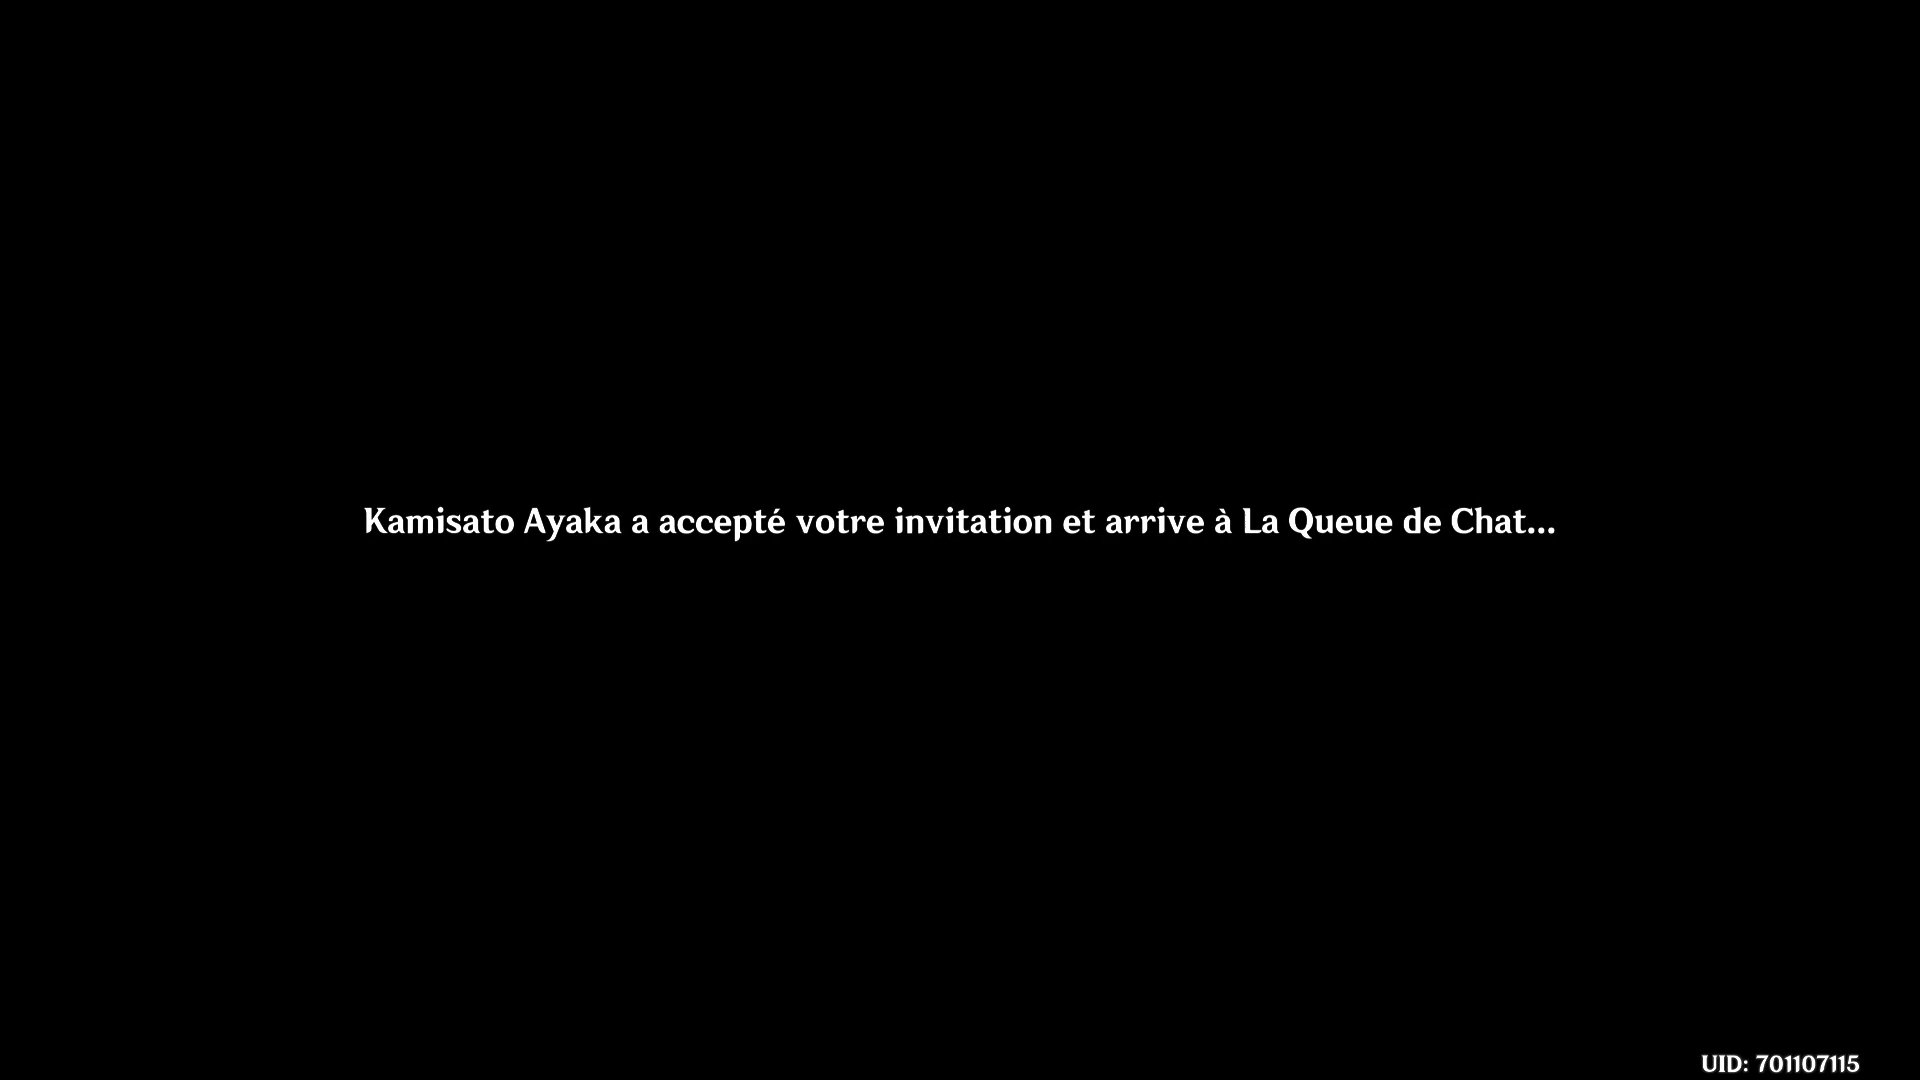 Kamisato Ayaka a accepté votre invitation et arrive à La Queue de Chat...
UID: 701107115